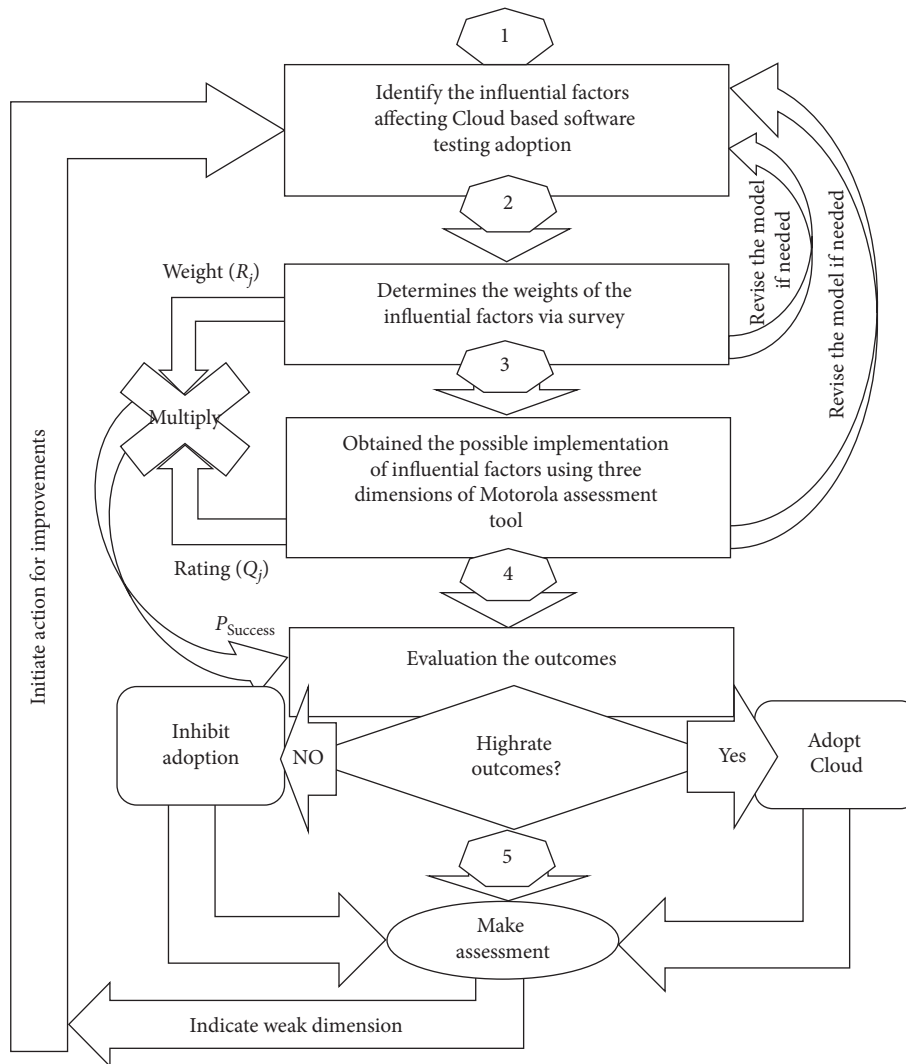 1
Identify the influential factors
affecting Cloud based software
testing adoption
2
Revise the model
if needed
Revise the model if needed
Weight (Rj)
Determines the weights of the
influential factors via survey
3
Multiply
Obtained the possible implementation
of influential factors using three
dimensions of Motorola assessment
tool
Rating (Qj)
4
PSuccess
Evaluation the outcomes
Inhibit
adoption
NO
Highrate
outcomes?
Yes
Adopt
Cloud
5
Make
assessment
Indicate weak dimension
Initiate action for improvements